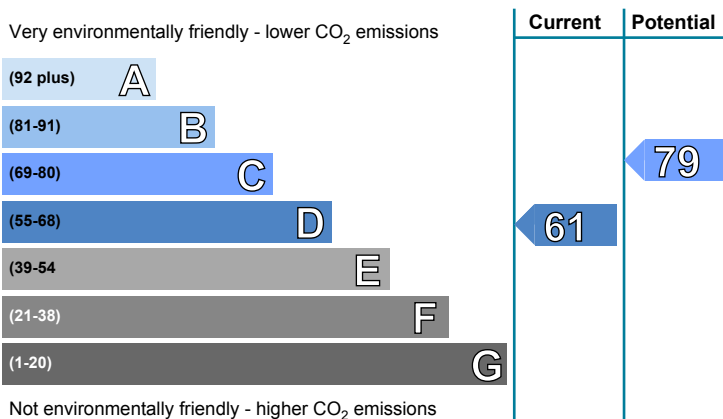 Current Potential
Very environmentally friendly - lower CO2 emissions
(92 plus) A
(81-91) B
(69-80) C
79
(55-68) D
61
(39-54 E
(21-38) F
(1-20) G
Not environmentally friendly - higher CO2 emissions